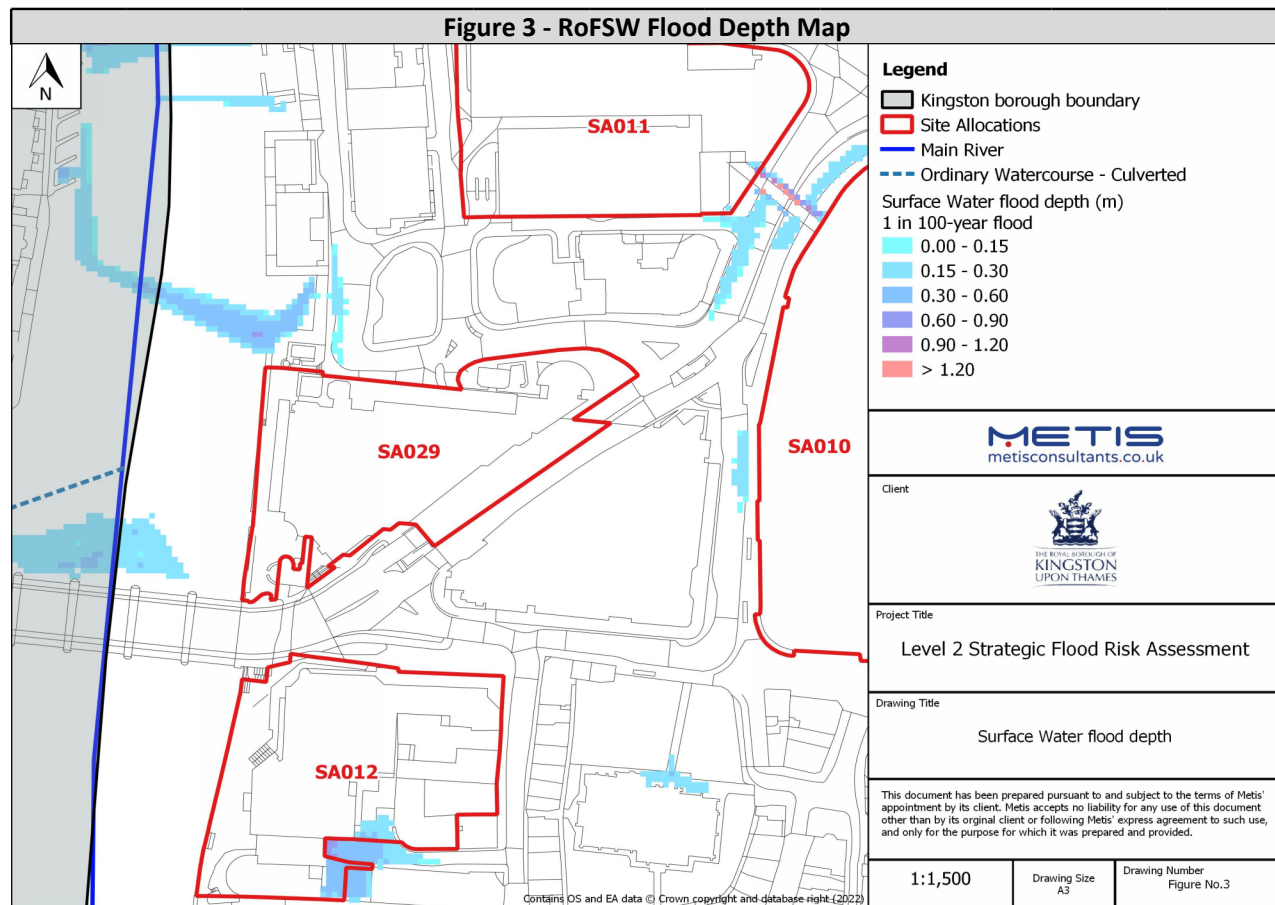 Figure 3 - RoFSW Flood Depth Map
N
SA011
SA029
SA010
SA012
Contains OS and EA data © Crown copyright and database right (2022)
Legend
Kingston borough boundary
Site Allocations
Main River
Ordinary Watercourse - Culverted
Surface Water flood depth (m)
1 in 100-year flood
0.00 - 0.15
0.15 - 0.30
0.30 - 0.60
0.60 - 0.90
0.90 - 1.20
> 1.20
METIS
metisconsultants.co.uk
Client
THE ROYAL BOROUGH OF
KINGSTON
UPON THAMES
Project Title
Level 2 Strategic Flood Risk Assessment
Drawing Title
Surface Water flood depth
This document has been prepared pursuant to and subject to the terms of Metis'
appointment by its client. Metis accepts no liability for any use of this document
other than by its orginal client or following Metis' express agreement to such use,
and only for the purpose for which it was prepared and provided.
1:1,500
Drawing Size
A3
Drawing Number
Figure No.3